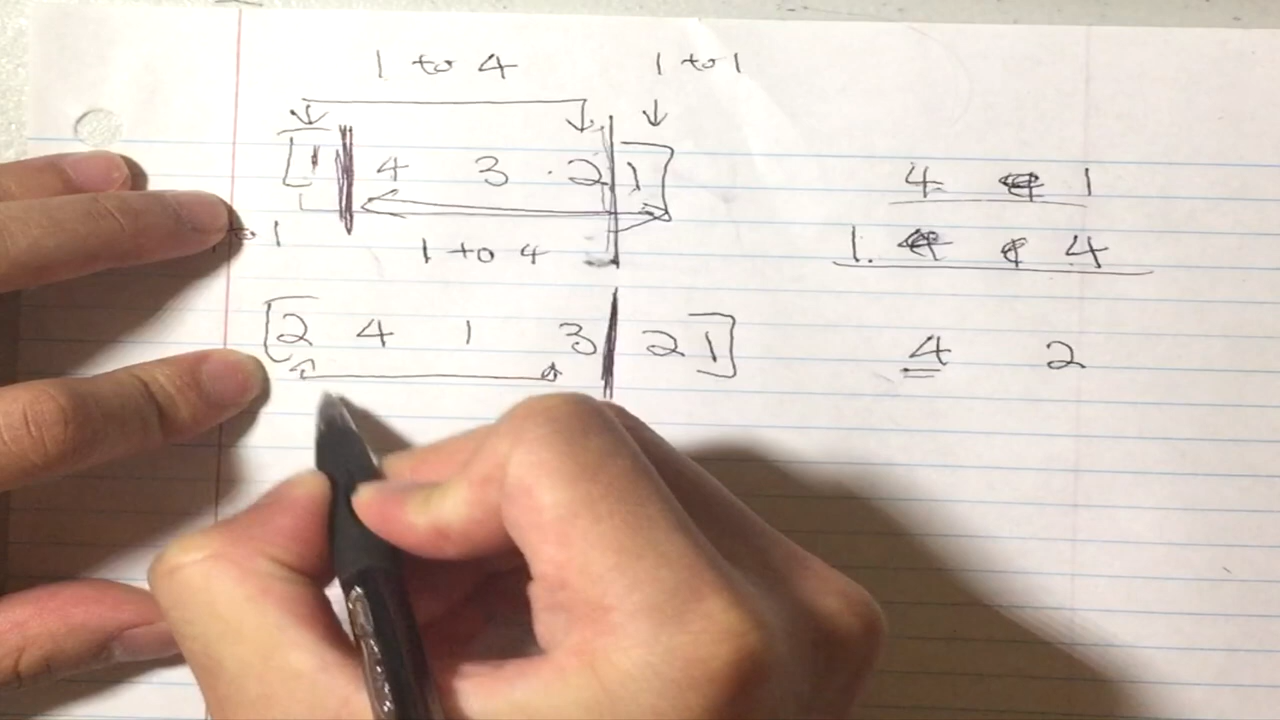 1 to 4 1 to 1
[1 | 4 3 2 | 1] 4 1
to 1 1 to 4 1. 4
[2 4 1 3 | 2 1] 4 2